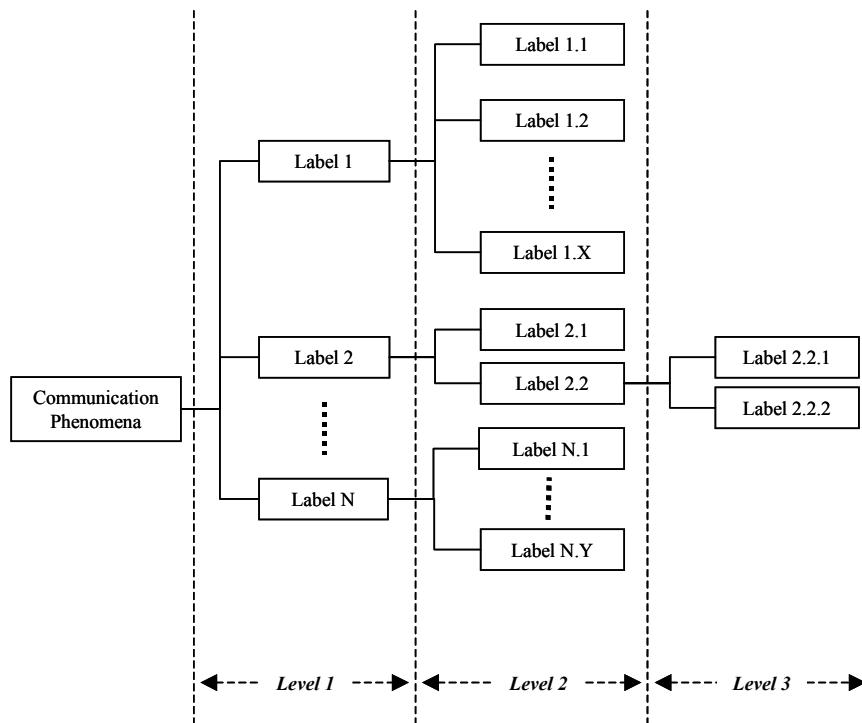 Label 1.1
Label 1.2
Label 1
Label 1.X
Label 2.1
Label 2
Label 2.2
Label 2.2.1
Label 2.2.2
Communication
Phenomena
Label N.1
Label N
Label N.Y
Level 1
Level 2
Level 3